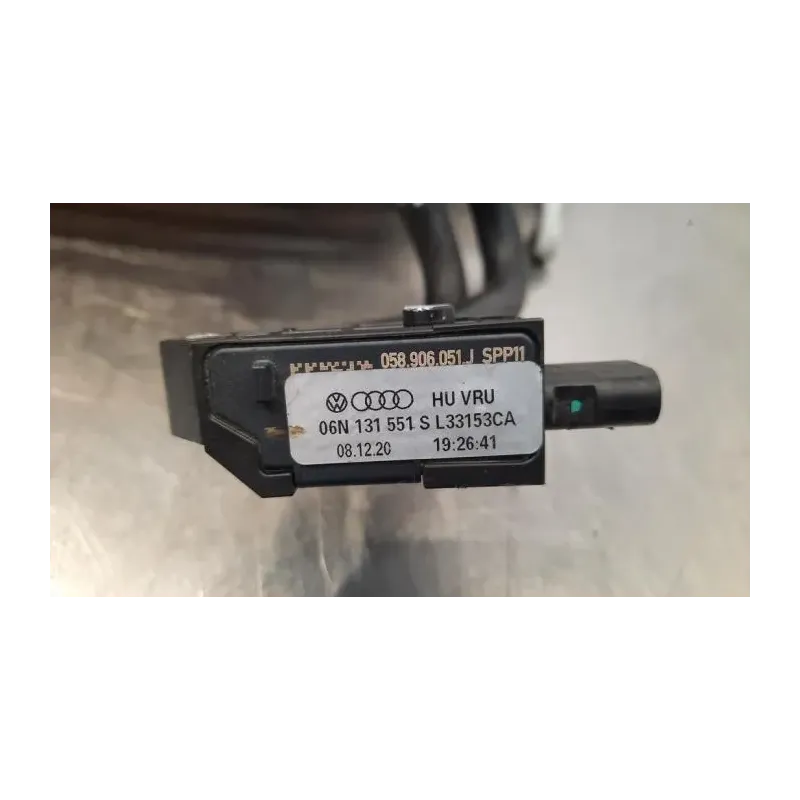 058.906.051.J SPP11
HU VRU
06N 131 551 S L33153CA
08.12.20 19:26:41